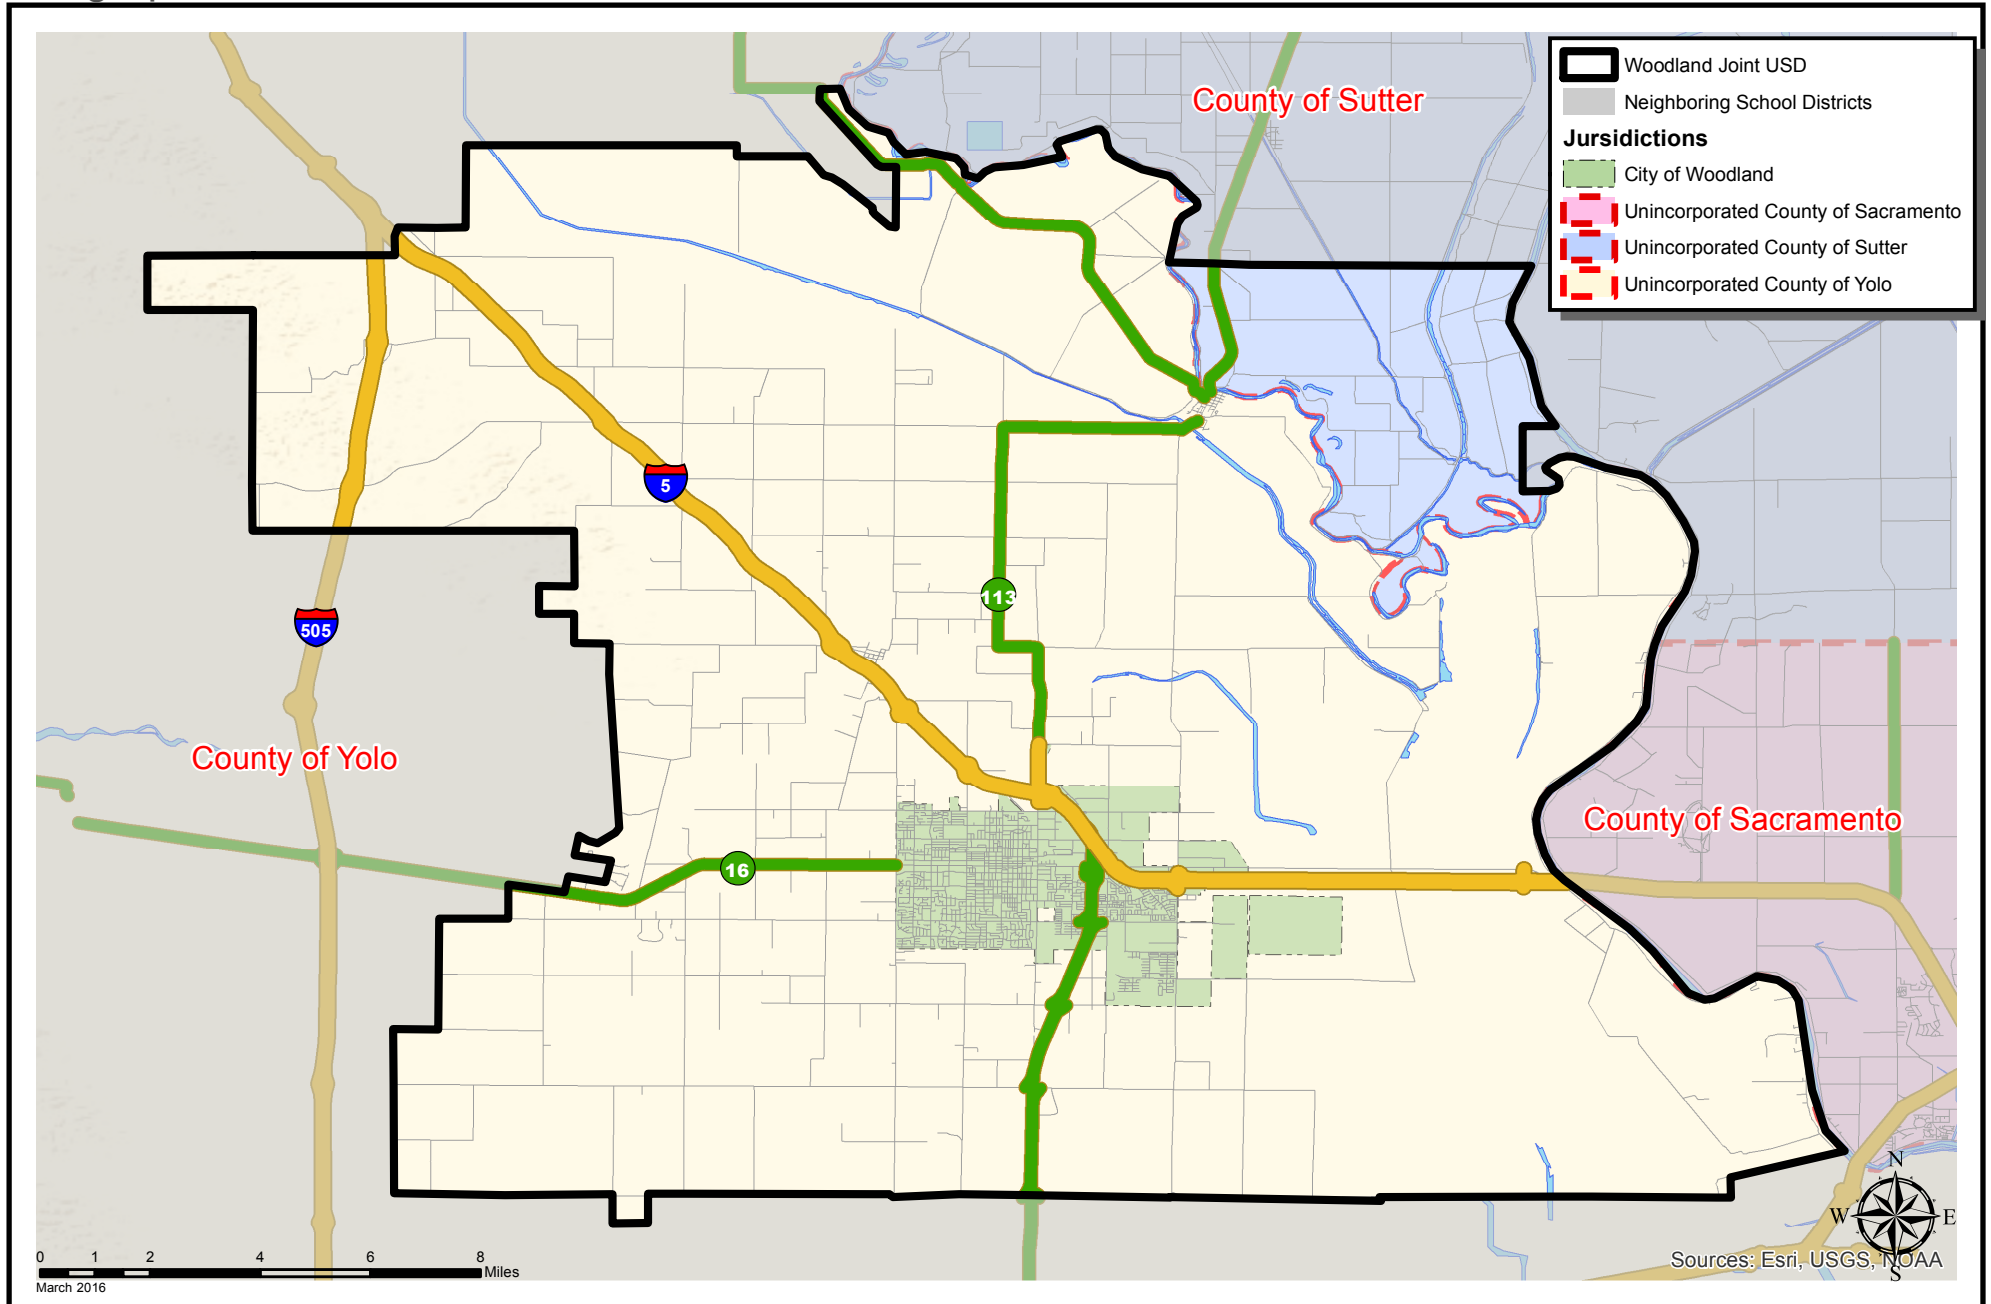 County of Sutter
Woodland Joint USD
Neighboring School Districts
Jursidictions
City of Woodland
Unincorporated County of Sacramento
Unincorporated County of Sutter
Unincorporated County of Yolo
5
113
505
County of Yolo
County of Sacramento
16
N
W E
S
0 1 2 4 6 8
Miles
Sources: Esri, USGS, NOAA
March 2016